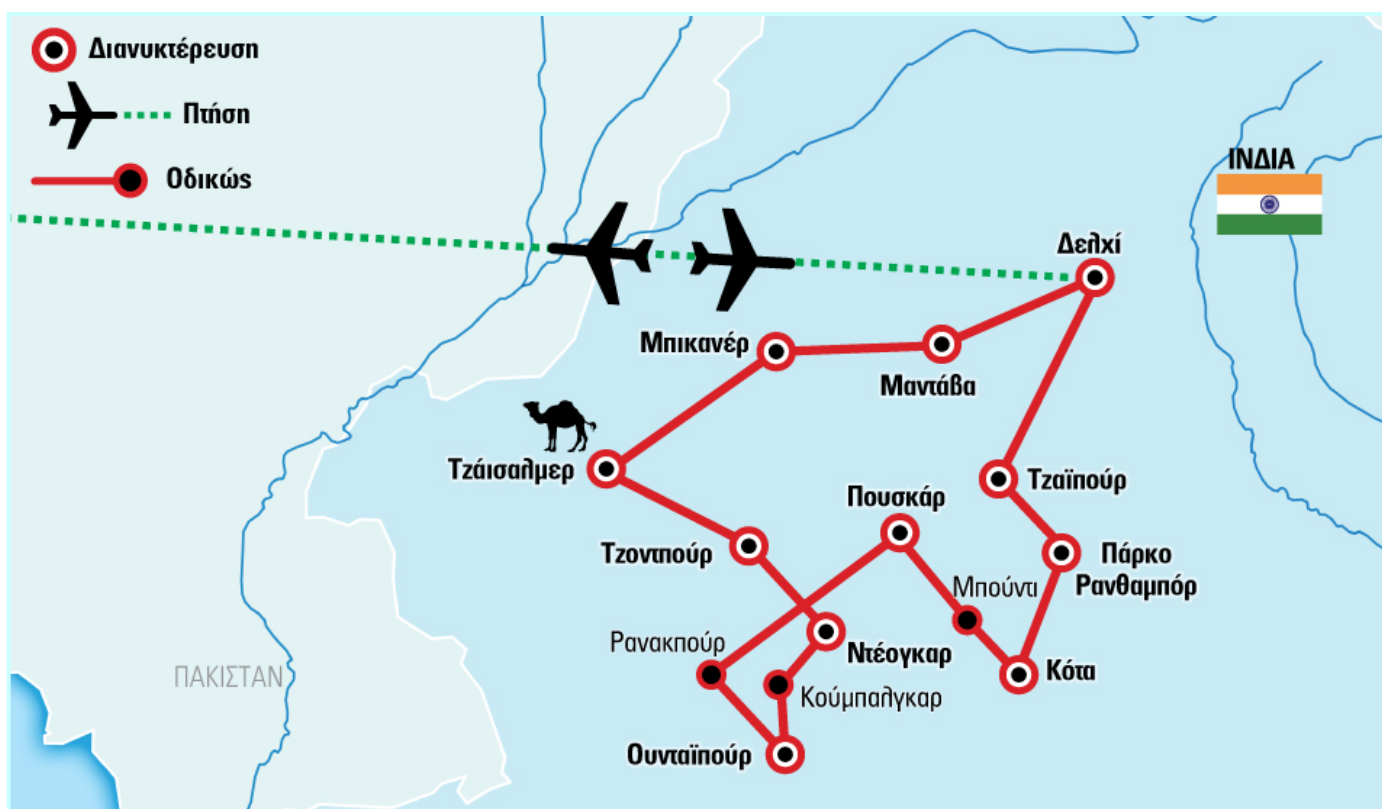 Διανυκτέρευση
Πτήση
Οδικώς
ΙΝΔΙΑ
Δελχί
Μπικανέρ
Μαντάβα
Τζάισαλμερ
Τζαϊπούρ
Πουσκάρ
Τζοντπούρ
Πάρκο
Ρανθαμπόρ
Μπούντι
Ρανακπούρ
Ντέογκαρ
Κότα
ΠΑΚΙΣΤΑΝ
Κούμπαλγκαρ
Ουνταϊπούρ